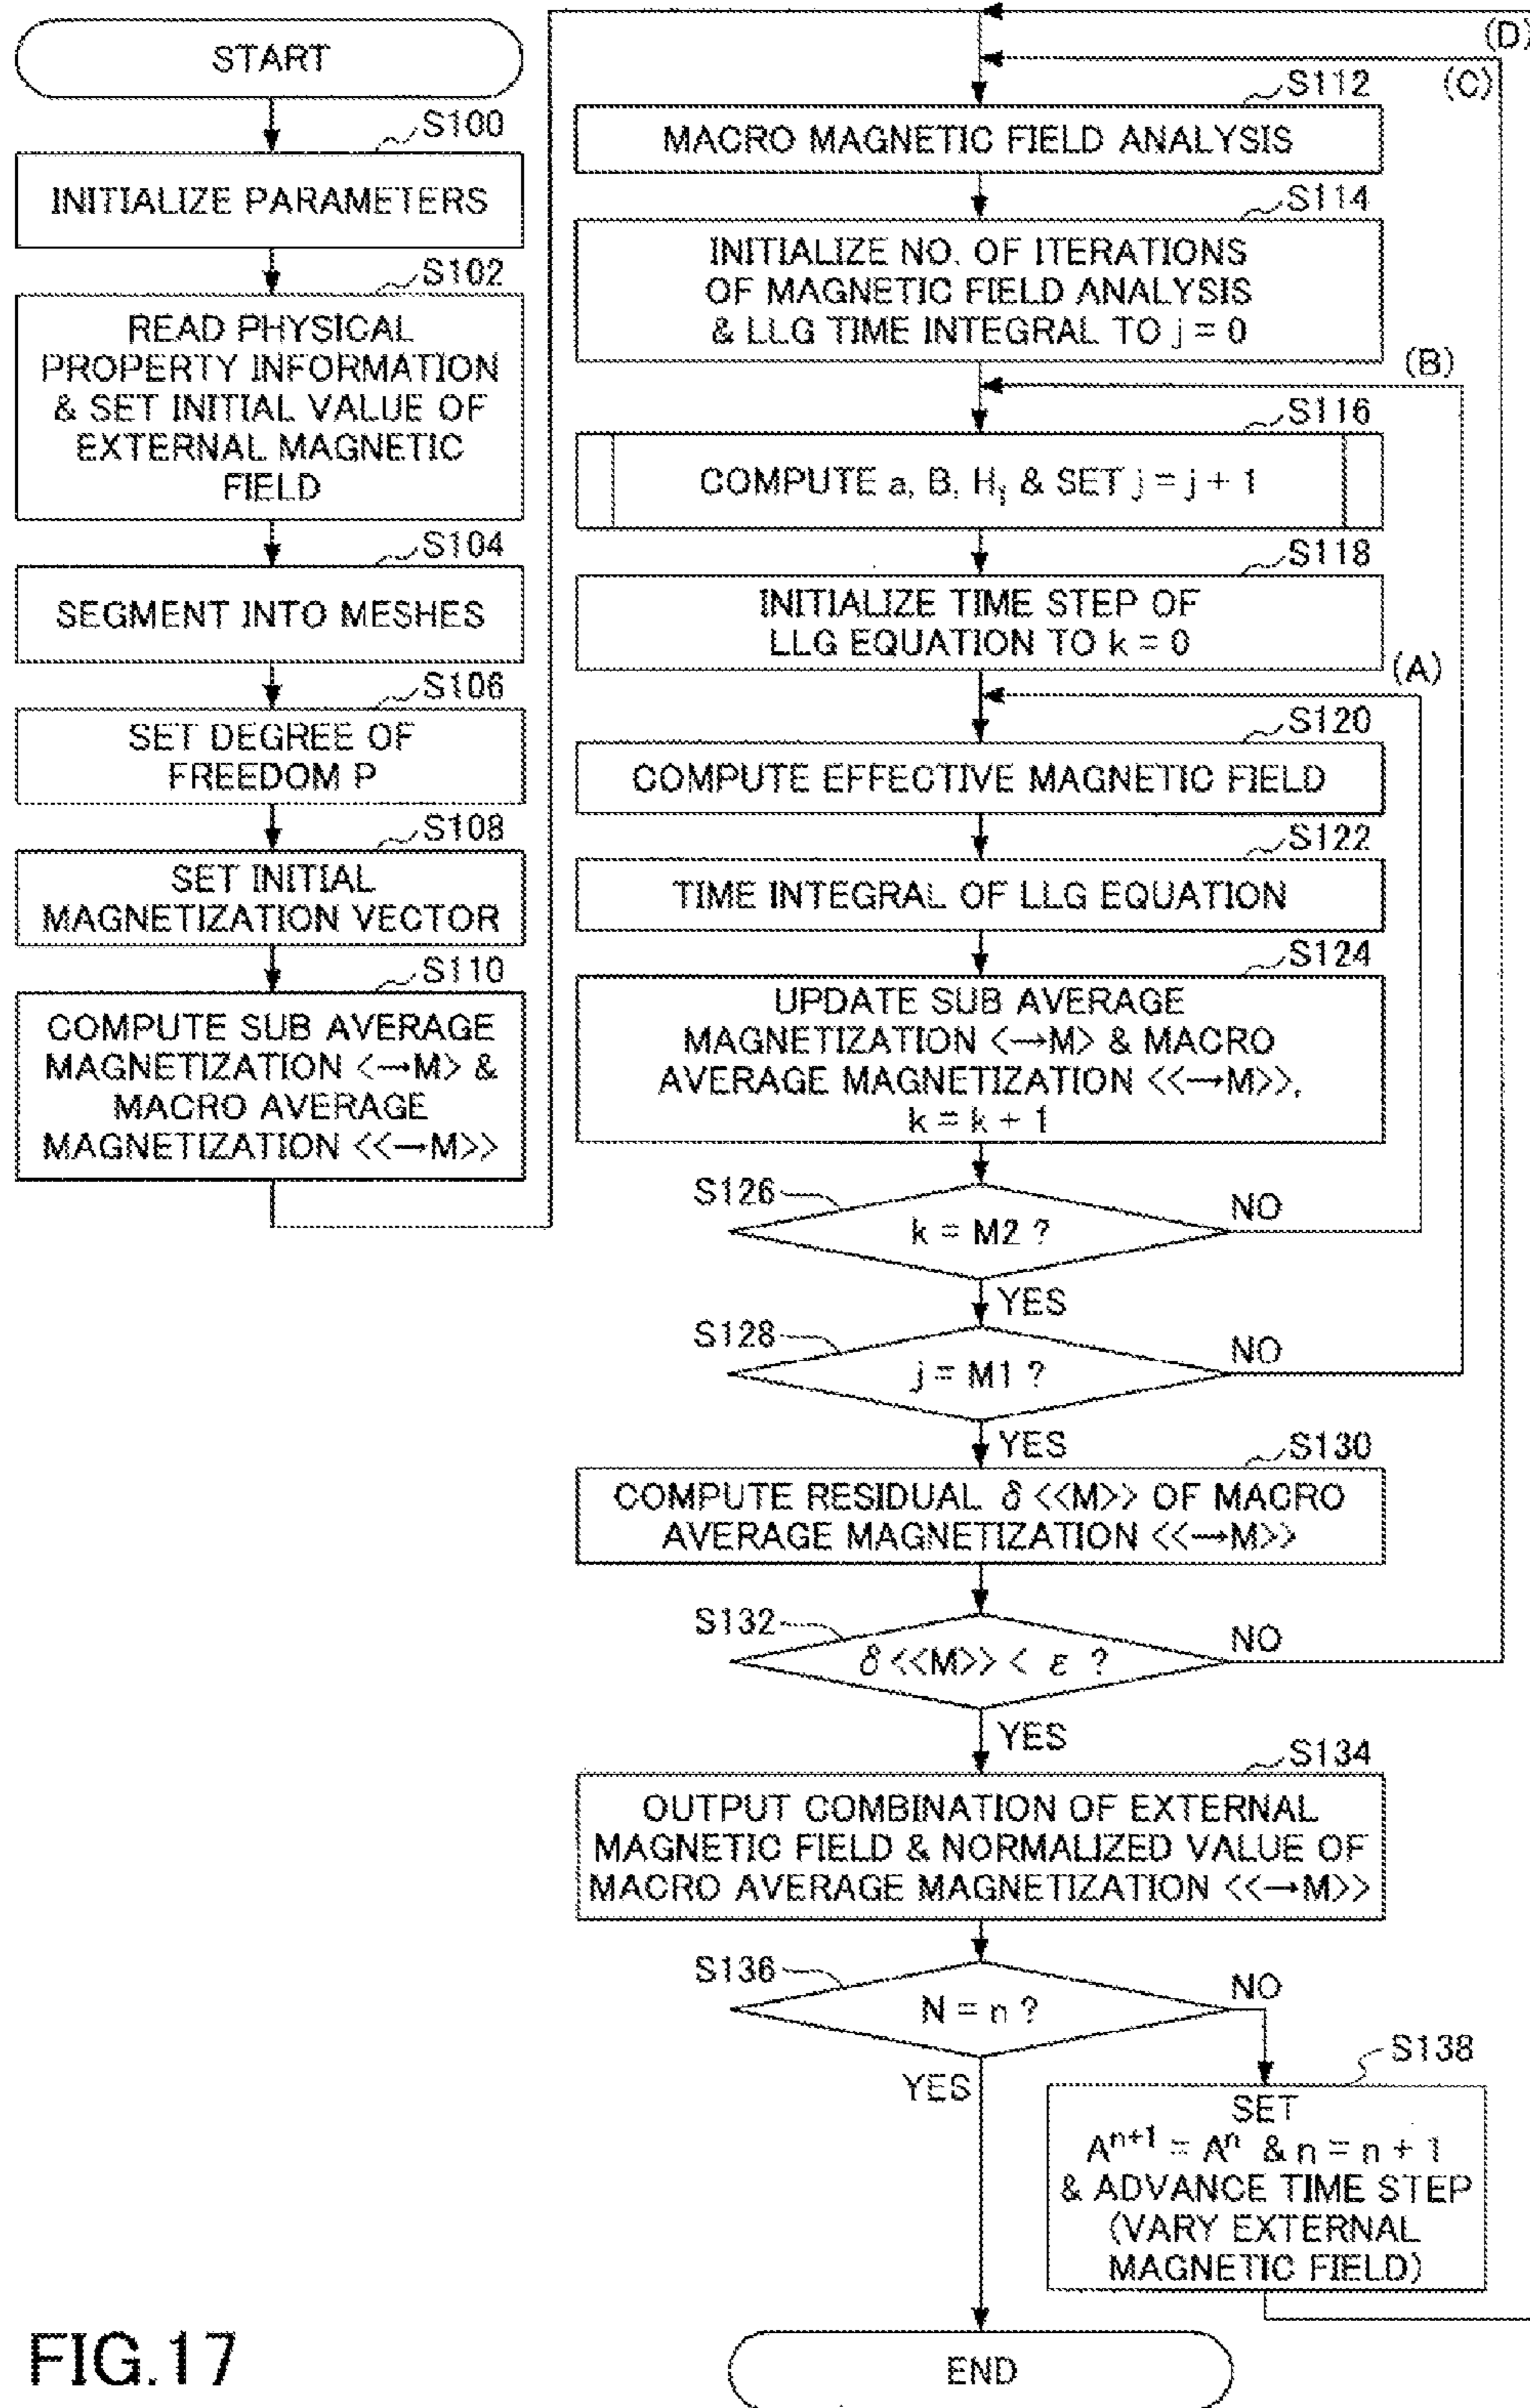 START
S100
INITIALIZE PARAMETERS
S102
READ PHYSICAL
PROPERTY INFORMATION
& SET INITIAL VALUE OF
EXTERNAL MAGNETIC
FIELD
S104
SEGMENT INTO MESHES
S106
SET DEGREE OF
FREEDOM P
S108
SET INITIAL
MAGNETIZATION VECTOR
S110
COMPUTE SUB AVERAGE
MAGNETIZATION <→M> &
MACRO AVERAGE
MAGNETIZATION <<→M>>
(D)
(C)
S112
MACRO MAGNETIC FIELD ANALYSIS
S114
INITIALIZE NO. OF ITERATIONS
OF MAGNETIC FIELD ANALYSIS
& LLG TIME INTEGRAL TO j = 0
(B)
S116
COMPUTE a, B, Hj & SET j = j + 1
S118
INITIALIZE TIME STEP OF
LLG EQUATION TO k = 0
(A)
S120
COMPUTE EFFECTIVE MAGNETIC FIELD
S122
TIME INTEGRAL OF LLG EQUATION
S124
UPDATE SUB AVERAGE
MAGNETIZATION <→M> & MACRO
AVERAGE MAGNETIZATION <<→M>>,
k = k + 1
S126
k = M2 ?
NO
YES
S128
j = M1 ?
NO
YES
S130
COMPUTE RESIDUAL δ<<M>> OF MACRO
AVERAGE MAGNETIZATION <<→M>>
S132
δ<<M>> < ε ?
NO
YES
S134
OUTPUT COMBINATION OF EXTERNAL
MAGNETIC FIELD & NORMALIZED VALUE OF
MACRO AVERAGE MAGNETIZATION <<→M>>
S136
N = n ?
NO
YES
S138
SET
Aⁿ⁺¹ = Aⁿ & n = n + 1
& ADVANCE TIME STEP
(VARY EXTERNAL
MAGNETIC FIELD)
END
FIG.17